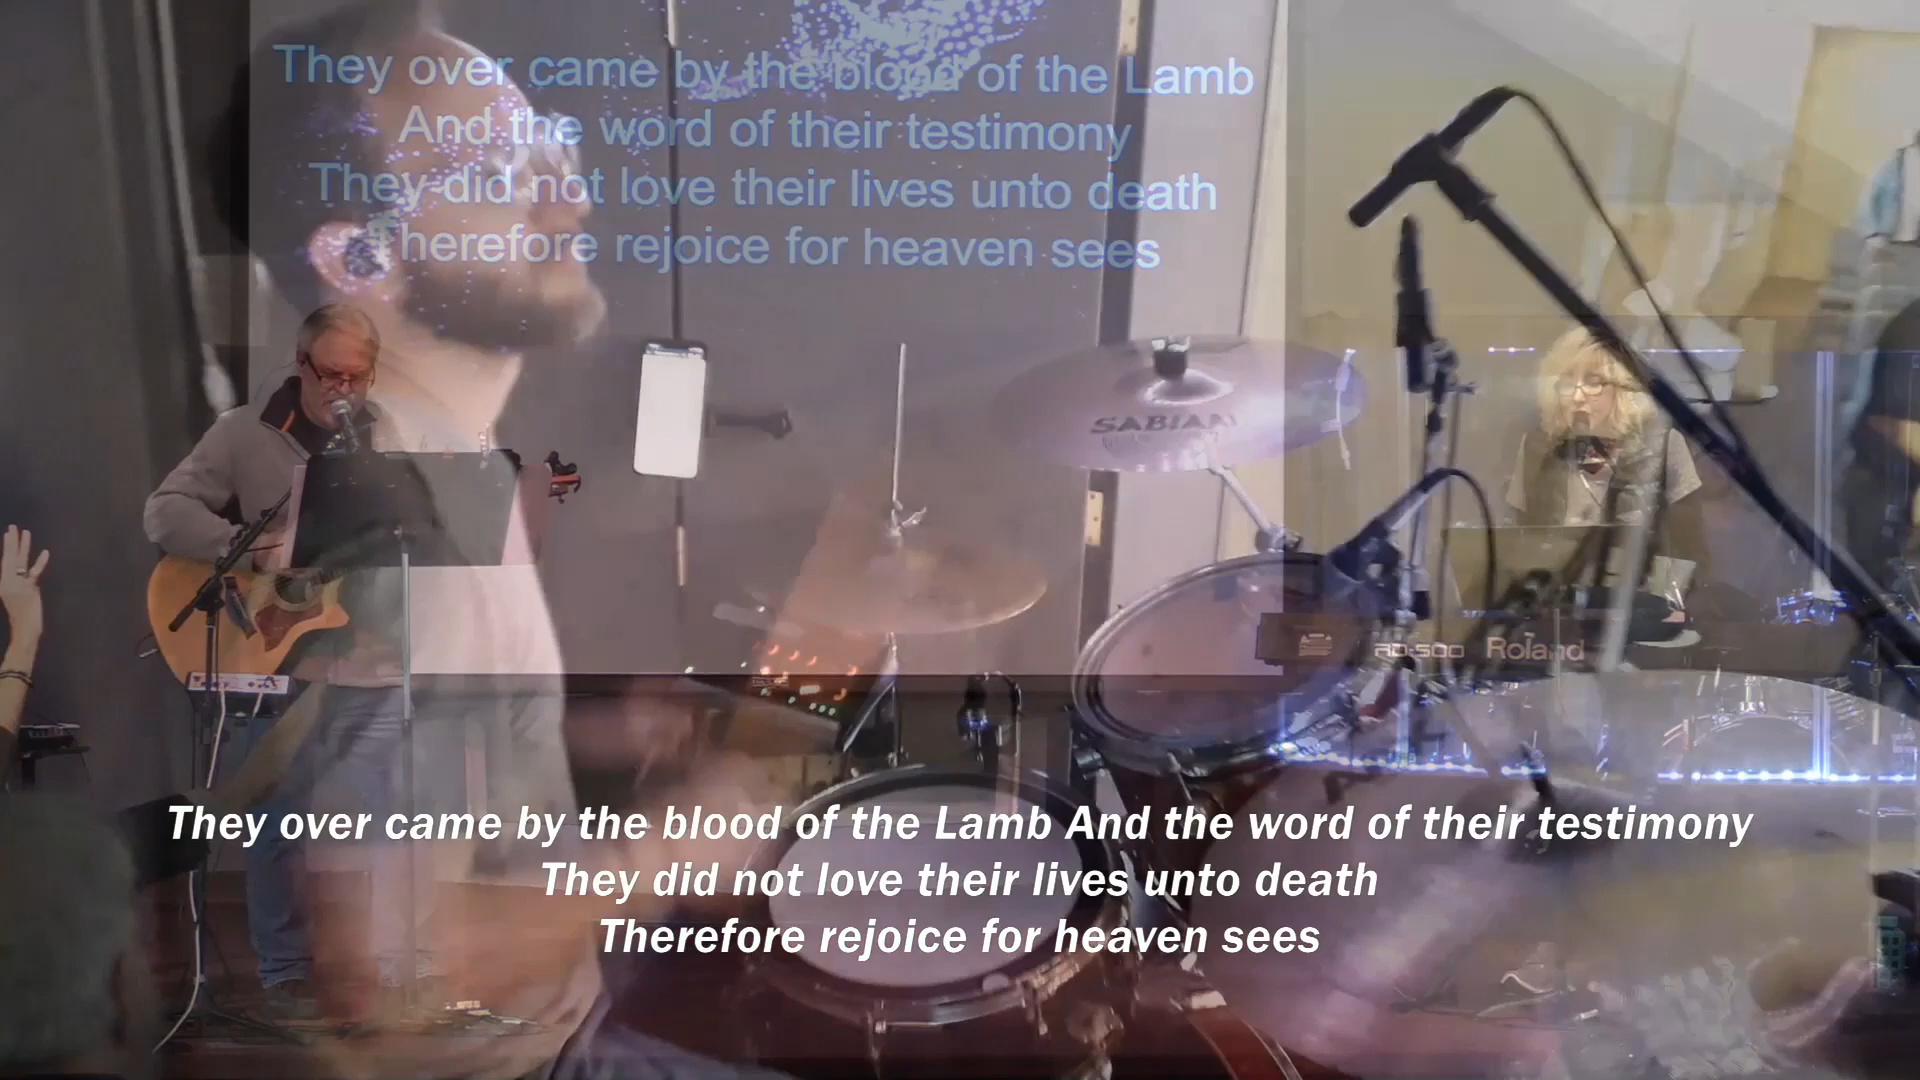 They over came by the blood of the Lamb
And the word of their testimony
They did not love their lives unto death
Therefore rejoice for heaven sees
SABIAN
RD-500 Roland
They over came by the blood of the Lamb And the word of their testimony
They did not love their lives unto death
Therefore rejoice for heaven sees